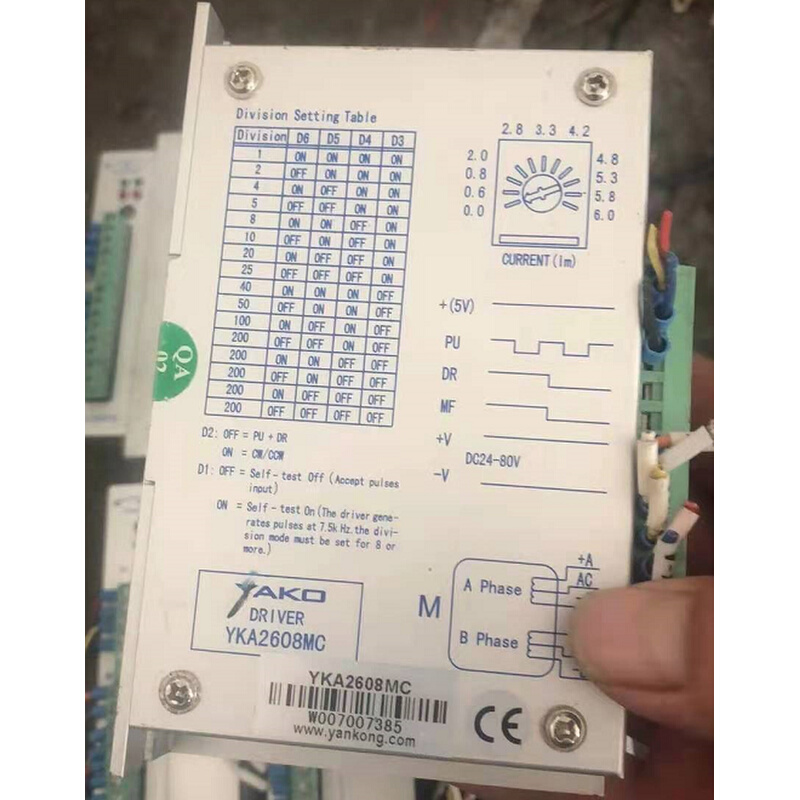 Division Setting Table
Division D6 D5 D4 D3
1 ON ON ON ON
2 OFF ON ON ON
4 ON OFF ON ON
5 OFF OFF ON ON
8 ON ON OFF ON
10 OFF ON OFF ON
20 ON OFF OFF ON
25 OFF OFF OFF ON
40 ON ON ON OFF
50 OFF ON ON OFF
100 ON OFF ON OFF
200 OFF OFF ON OFF
200 ON ON OFF OFF
200 OFF ON OFF OFF
200 ON OFF OFF OFF
200 OFF OFF OFF OFF
D2: OFF = PU + DR
ON = CW/CCW
D1: OFF = Self-test Off (Accept pulses
input)
ON = Self-test On (The driver gene-
rates pulses at 7.5k Hz, the divi-
sion mode must be set for 8 or
more.)
2.8 3.3 4.2
2.0 4.8
0.8 5.3
0.6 5.8
0.0 6.0
CURRENT(Im)
+(5V)
PU
DR
MF
+V
DC24-80V
-V
QA
02
YAKO
DRIVER
YKA2608MC
M
A Phase
B Phase
+A
AC
YKA2608MC
W007007385
www.yankong.com
CE